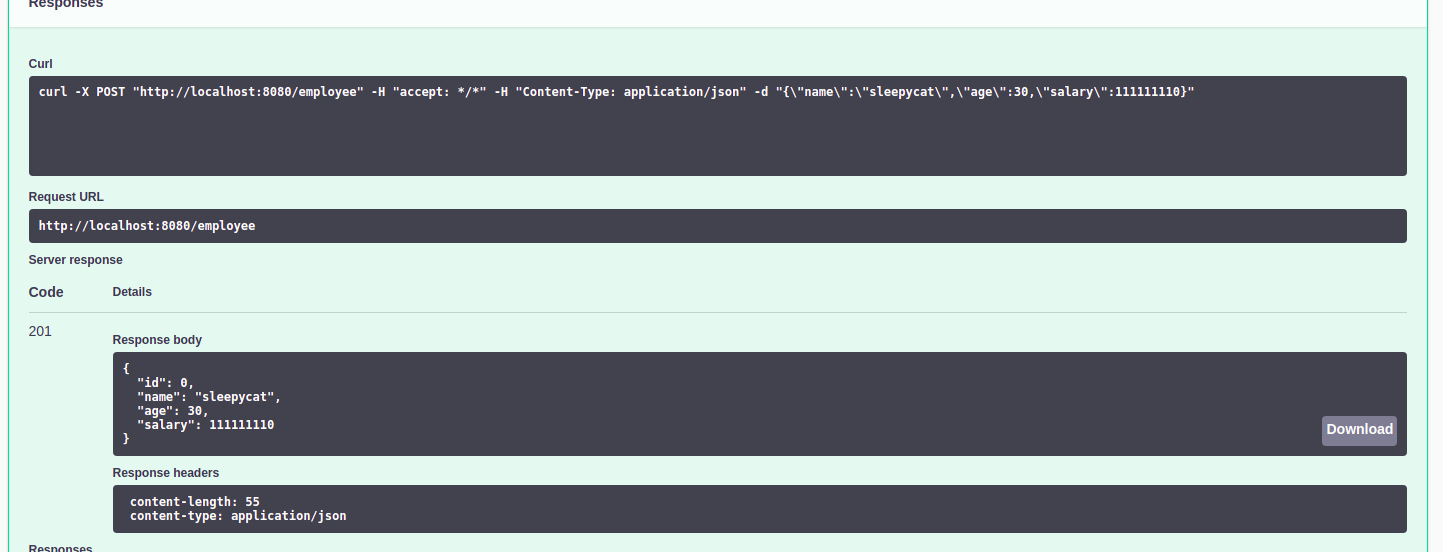 Responses
Curl
curl -X POST "http://localhost:8080/employee" -H "accept: */*" -H "Content-Type: application/json" -d "{\"name\":\"sleepycat\",\"age\":30,\"salary\":111111110}"
Request URL
http://localhost:8080/employee
Server response
Code Details
201
Response body
{
"id": 0,
"name": "sleepycat",
"age": 30,
"salary": 111111110
}
Download
Response headers
content-length: 55
content-type: application/json
Responses